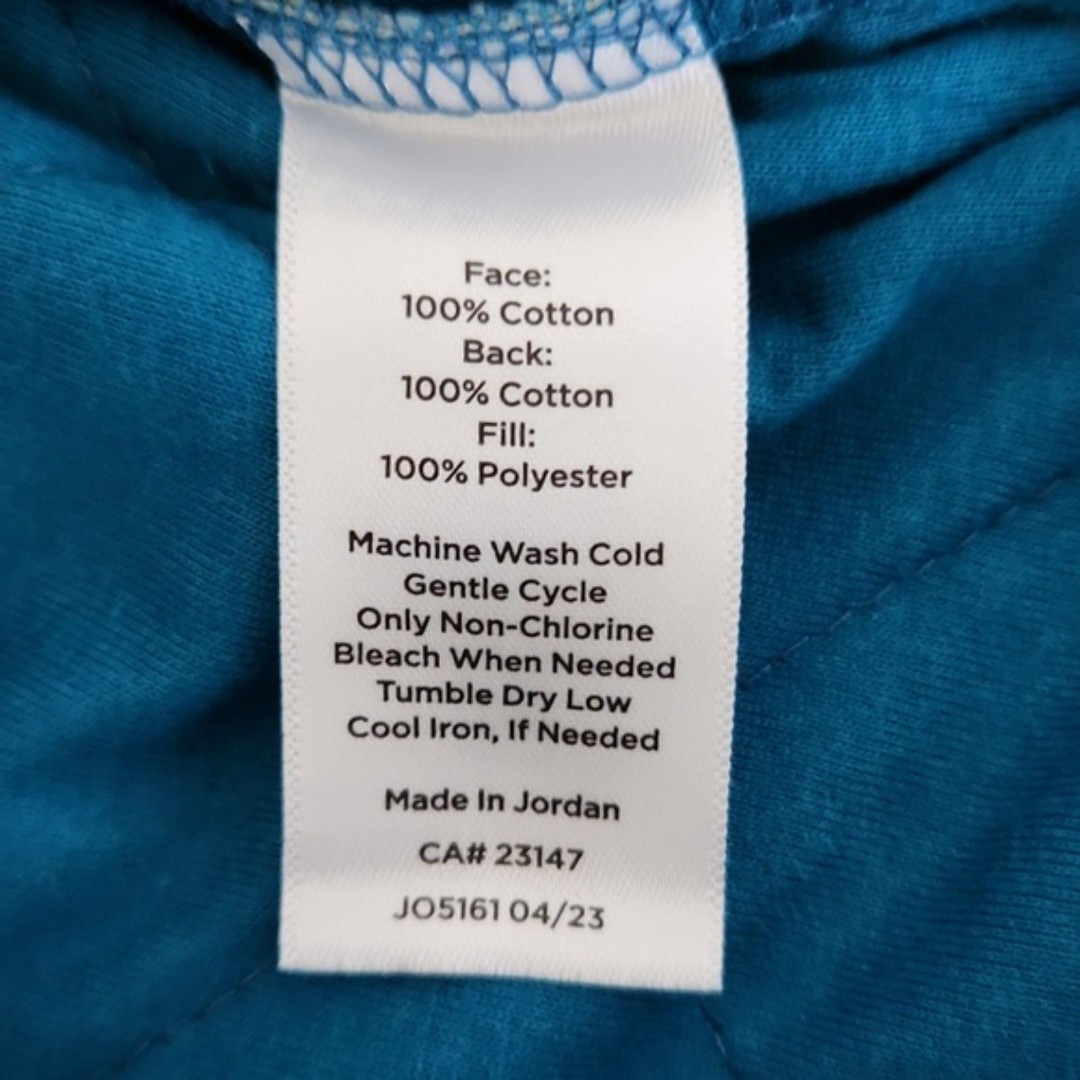 Face:
100% Cotton
Back:
100% Cotton
Fill:
100% Polyester
Machine Wash Cold
Gentle Cycle
Only Non-Chlorine
Bleach When Needed
Tumble Dry Low
Cool Iron, If Needed
Made In Jordan
CA# 23147
JO5161 04/23